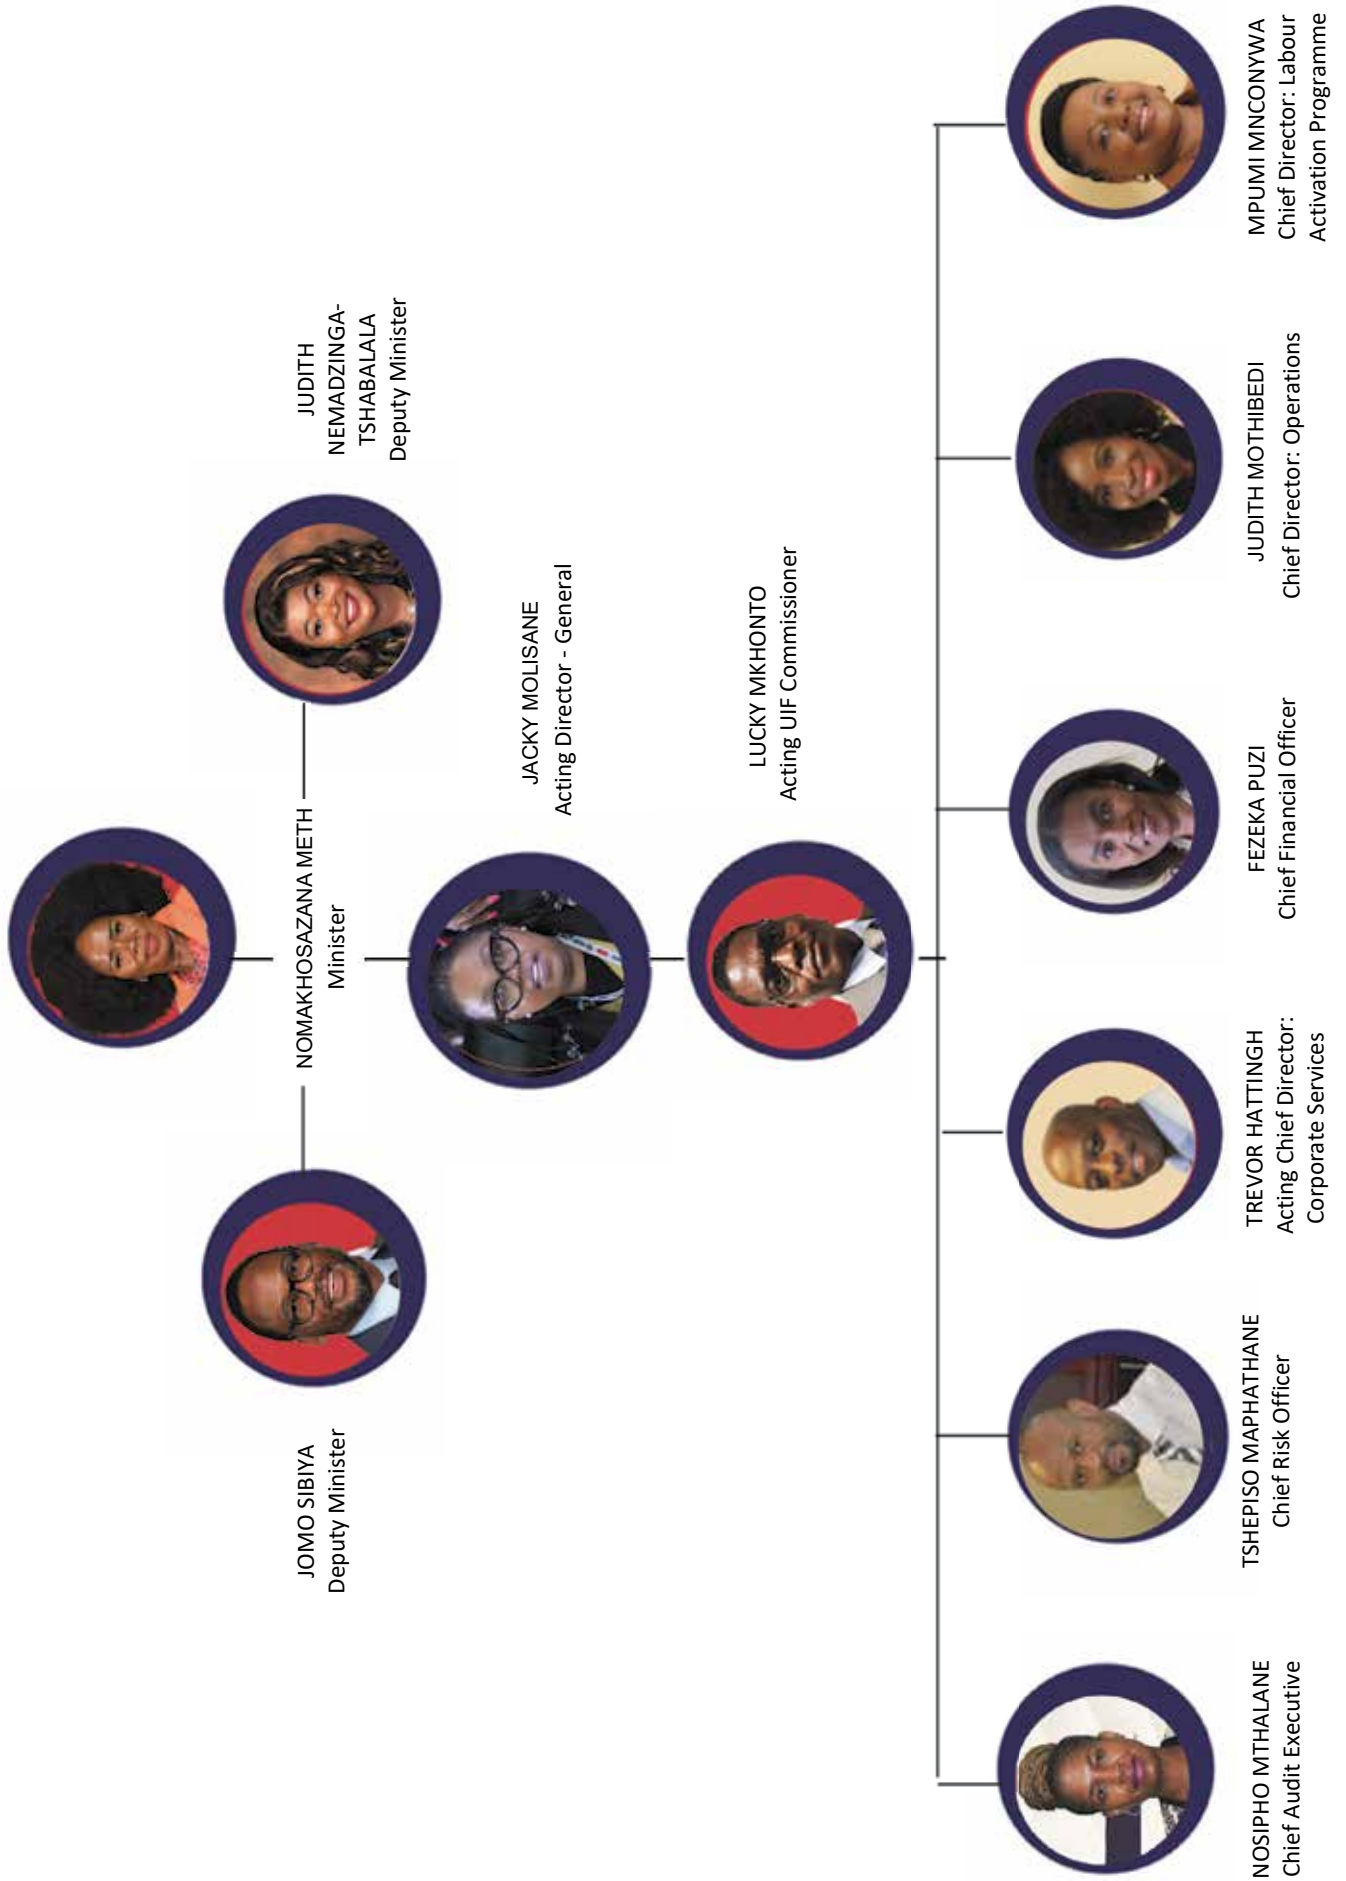 NOMAKHOSAZANA METH
Minister
JOMO SIBIYA
Deputy Minister
JUDITH
NEMADZINGA-
TSHABALALA
Deputy Minister
JACKY MOLISANE
Acting Director - General
LUCKY MKHONTO
Acting UIF Commissioner
NOSIPHO MTHALANE
Chief Audit Executive
TSHEPISO MAPHATHANE
Chief Risk Officer
TREVOR HATTINGH
Acting Chief Director:
Corporate Services
FEZEKA PUZI
Chief Financial Officer
JUDITH MOTHIBEDI
Chief Director: Operations
MPUMI MNCONYWA
Chief Director: Labour
Activation Programme